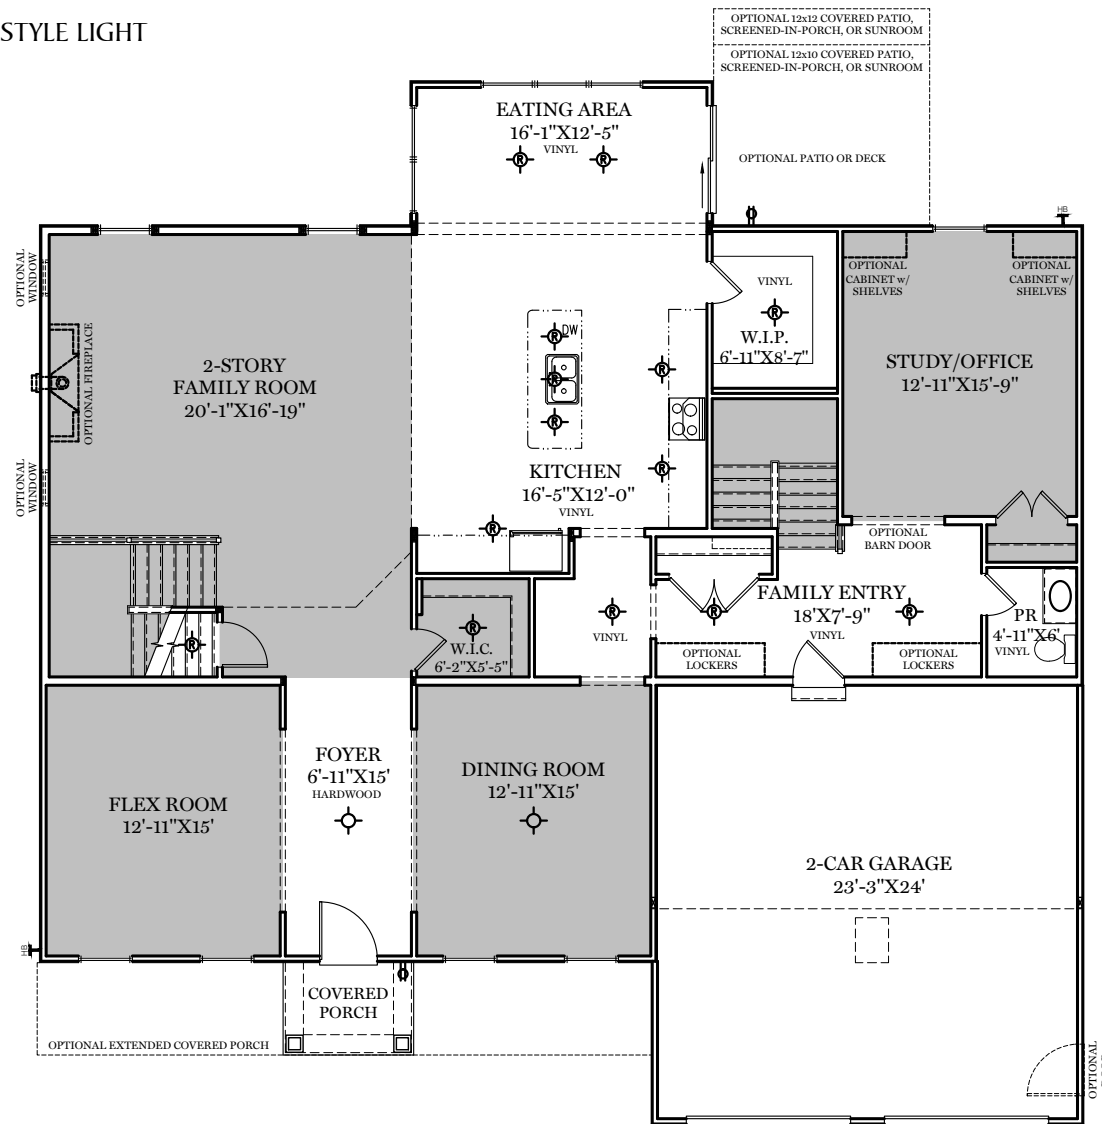 STYLE LIGHT
OPTIONAL 12x12 COVERED PATIO,
SCREENED-IN-PORCH, OR SUNROOM
OPTIONAL 12x10 COVERED PATIO,
SCREENED-IN-PORCH, OR SUNROOM
EATING AREA
16'-1"X12'-5"
VINYL
R
R
OPTIONAL PATIO OR DECK
HB
OPTIONAL
WINDOW
OPTIONAL
CABINET w/
SHELVES
OPTIONAL
CABINET w/
SHELVES
VINYL
R
W.I.P.
6'-11"X8'-7"
R
DW
OPTIONAL FIREPLACE
2-STORY
FAMILY ROOM
20'-1"X16'-19"
R
R
STUDY/OFFICE
12'-11"X15'-9"
R
OPTIONAL
WINDOW
KITCHEN
16'-5"X12'-0"
VINYL
R
R
OPTIONAL
BARN DOOR
FAMILY ENTRY
18'X7'-9"
VINYL
R
R
R
VINYL
PR
4'-11"X6'
VINYL
R
R
W.I.C.
6'-2"X5'-5"
OPTIONAL
LOCKERS
OPTIONAL
LOCKERS
FOYER
6'-11"X15'
HARDWOOD
DINING ROOM
12'-11"X15'
FLEX ROOM
12'-11"X15'
2-CAR GARAGE
23'-3"X24'
HB
COVERED
PORCH
OPTIONAL EXTENDED COVERED PORCH
OPTIONAL